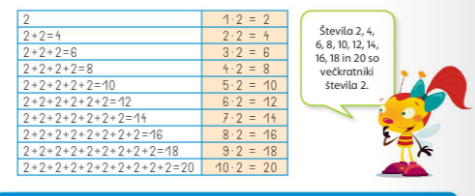 2 1·2 = 2
2+2=4 2·2 = 4
2+2+2=6 3·2 = 6
2+2+2+2=8 4·2 = 8
2+2+2+2+2=10 5·2 = 10
2+2+2+2+2+2=12 6·2 = 12
2+2+2+2+2+2+2=14 7·2 = 14
2+2+2+2+2+2+2+2=16 8·2 = 16
2+2+2+2+2+2+2+2+2=18 9·2 = 18
2+2+2+2+2+2+2+2+2+2=20 10·2 = 20
Števila 2, 4,
6, 8, 10, 12, 14,
16, 18 in 20 so
večkratniki
števila 2.